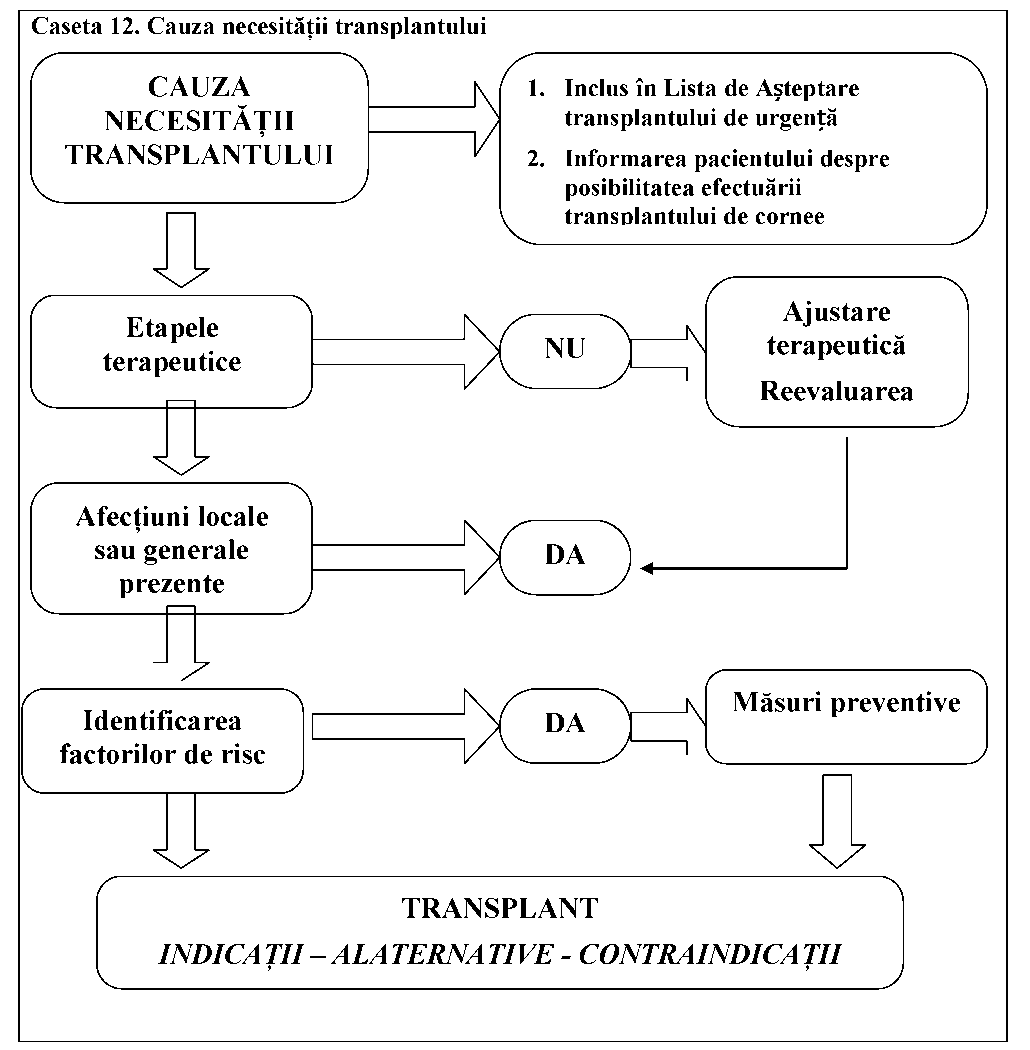 Caseta 12. Cauza necesității transplantului
CAUZA
NECESITĂȚII
TRANSPLANTULUI
1. Inclus în Lista de Așteptare
transplantului de urgență
2. Informarea pacientului despre
posibilitatea efectuării
transplantului de cornee
Etapele
terapeutice
NU
Ajustare
terapeutică
Reevaluarea
Afecțiuni locale
sau generale
prezente
DA
Identificarea
factorilor de risc
DA
Măsuri preventive
TRANSPLANT
INDICAȚII – ALATERNATIVE - CONTRAINDICAȚII